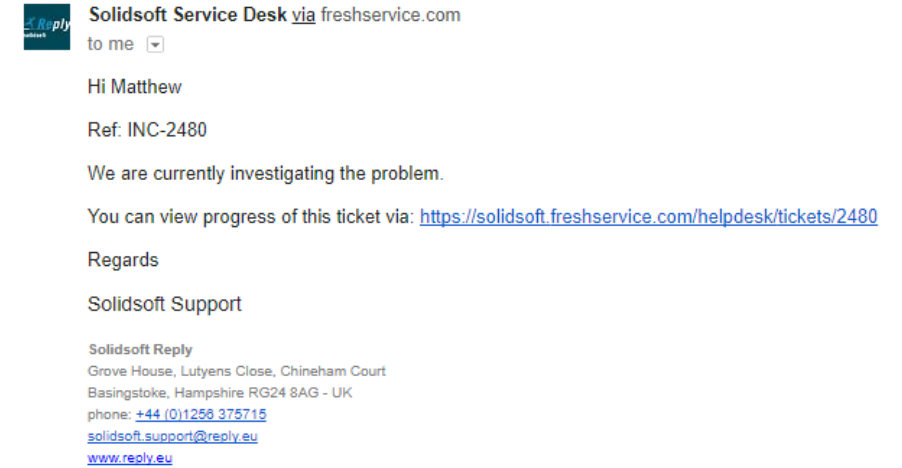 Reply
solidsoft
Solidsoft Service Desk via freshservice.com
to me
Hi Matthew
Ref: INC-2480
We are currently investigating the problem.
You can view progress of this ticket via: https://solidsoft.freshservice.com/helpdesk/tickets/2480
Regards
Solidsoft Support
Solidsoft Reply
Grove House, Lutyens Close, Chineham Court
Basingstoke, Hampshire RG24 8AG - UK
phone: +44 (0)1256 375715
solidsoft.support@reply.eu
www.reply.eu